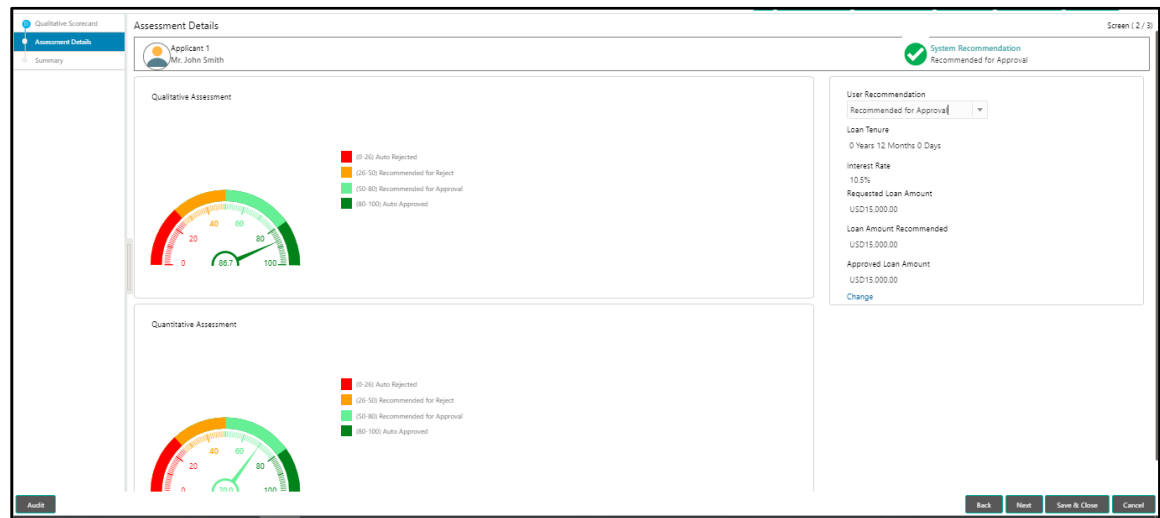 Qualitative Scorecard
Assessment Details
Summary
Assessment Details
Screen ( 2 / 3)
Applicant 1
Mr. John Smith
System Recommendation
Recommended for Approval
Qualitative Assessment
(0-26) Auto Rejected
(26-50) Recommended for Reject
(50-80) Recommended for Approval
(80-100) Auto Approved
0
20
40
60
80
100
86.7
User Recommendation
Recommended for Approval
Loan Tenure
0 Years 12 Months 0 Days
Interest Rate
10.5%
Requested Loan Amount
USD15,000.00
Loan Amount Recommended
USD15,000.00
Approved Loan Amount
USD15,000.00
Change
Quantitative Assessment
(0-26) Auto Rejected
(26-50) Recommended for Reject
(50-80) Recommended for Approval
(80-100) Auto Approved
0
20
40
60
80
100
70.0
Audit
Back
Next
Save & Close
Cancel